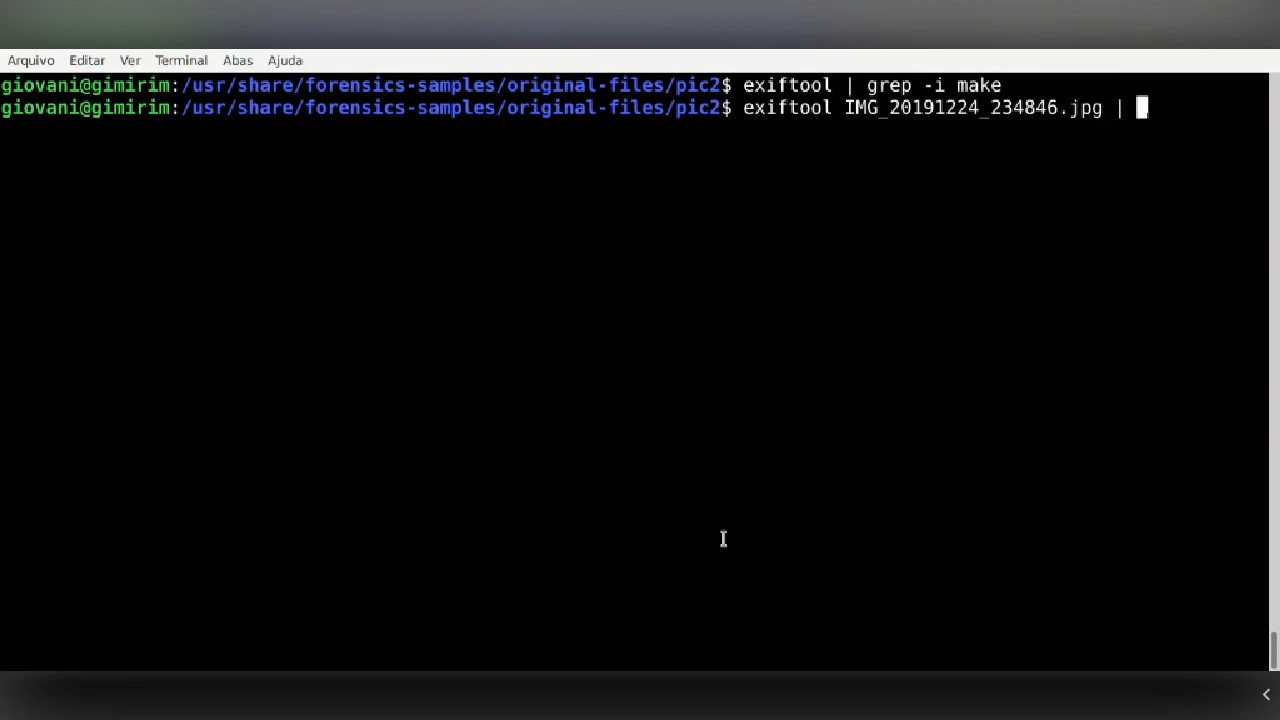 Arquivo Editar Ver Terminal Abas Ajuda
giovani@gimirim:/usr/share/forensics-samples/original-files/pic2$ exiftool | grep -i make
giovani@gimirim:/usr/share/forensics-samples/original-files/pic2$ exiftool IMG_20191224_234846.jpg |